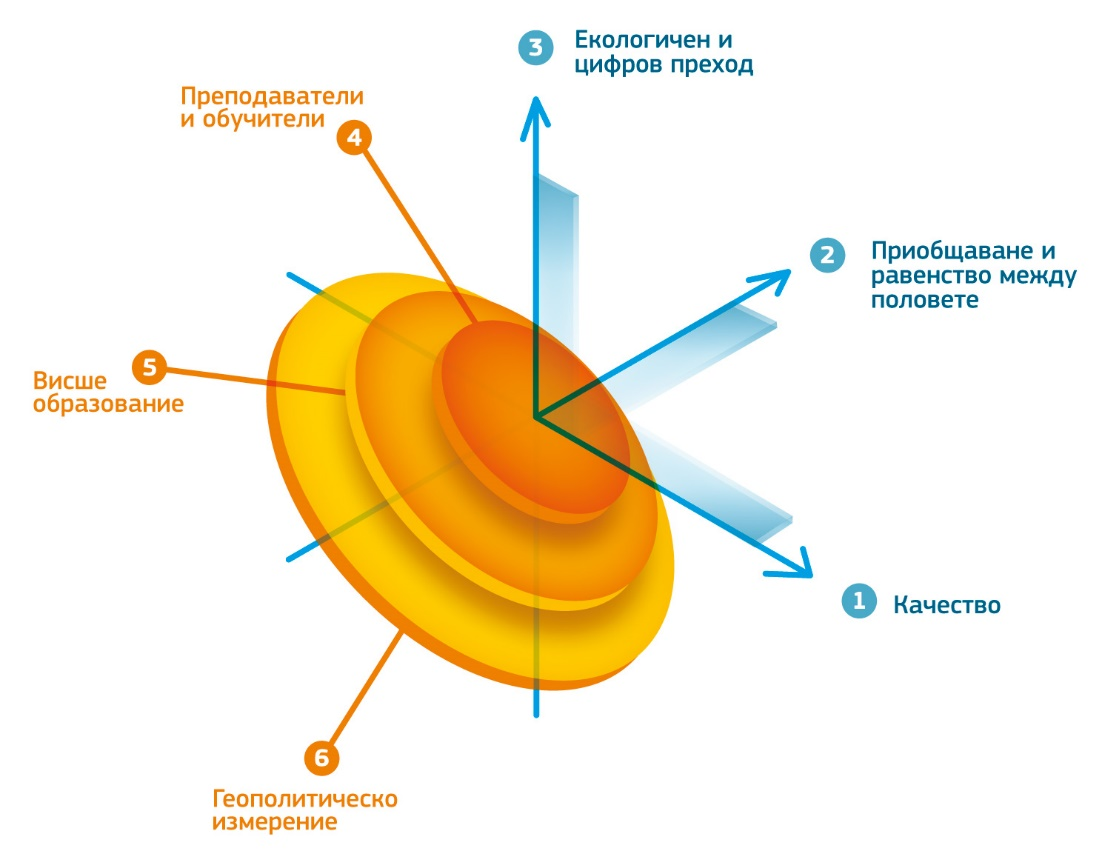 3 Екологичен и
цифров преход
Преподаватели
и обучители
4
2 Приобщаване и
равенство между
половете
5
Висше
образование
1 Качество
6
Геополитическо
измерение